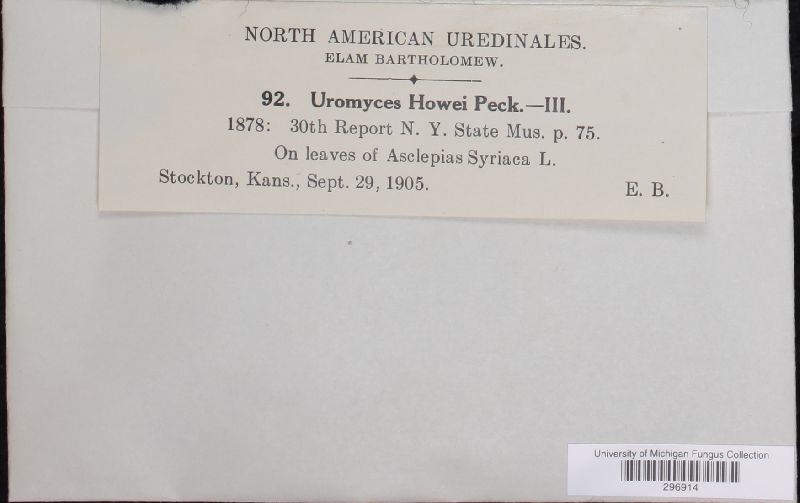 NORTH AMERICAN UREDINALES.
ELAM BARTHOLOMEW.
92. Uromyces Howei Peck.—III.
1878: 30th Report N. Y. State Mus. p. 75.
On leaves of Asclepias Syriaca L.
Stockton, Kans., Sept. 29, 1905. E. B.
University of Michigan Fungus Collection
296914